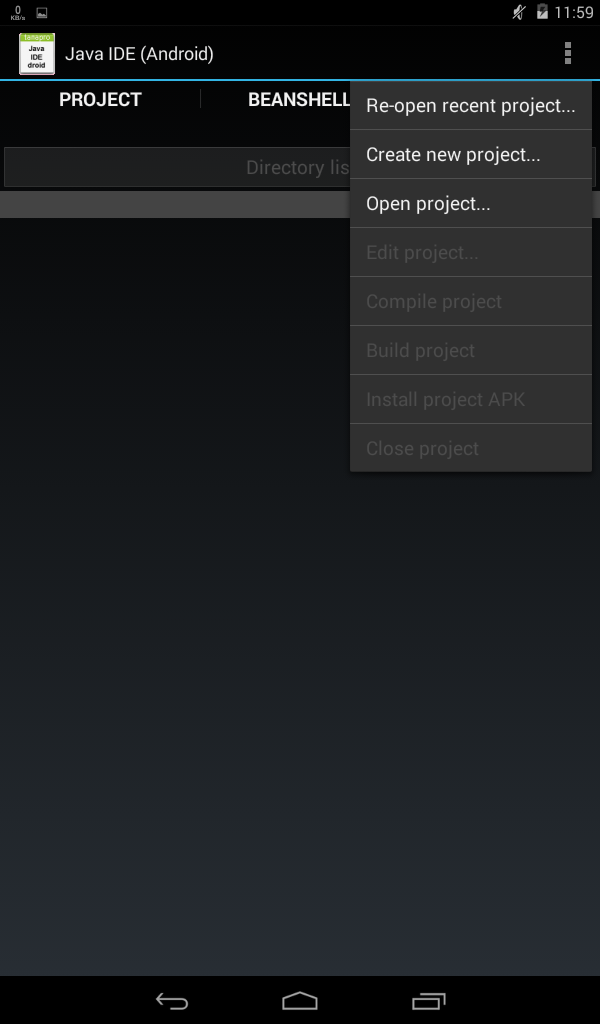 0
KB/s
11:59
tanapro
Java
IDE
droid
Java IDE (Android)
PROJECT
BEANSHELL
Directory lis
Re-open recent project...
Create new project...
Open project...
Edit project...
Compile project
Build project
Install project APK
Close project